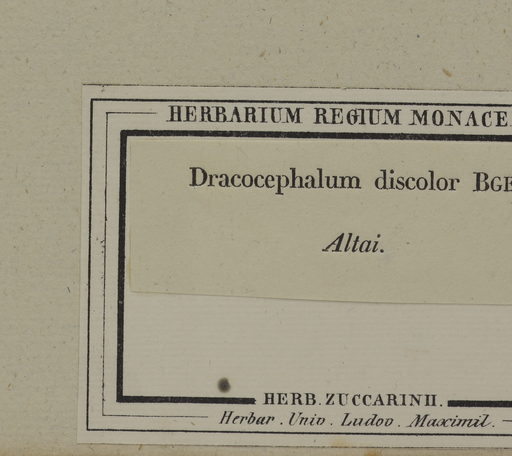 HERBARIUM REGIUM MONACE
Dracocephalum discolor BGE
Altai.
HERB. ZUCCARINII.
Herbar. Univ. Ludov. Maximil.